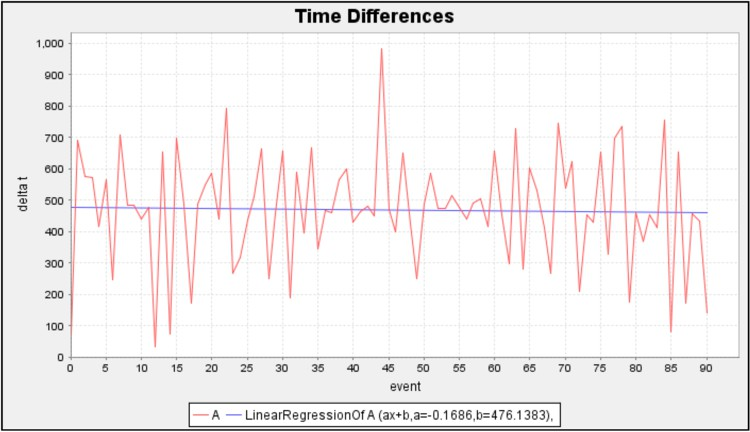 Time Differences
1,000
900
800
700
600
500
400
300
200
100
0
delta t
0 5 10 15 20 25 30 35 40 45 50 55 60 65 70 75 80 85 90
event
A LinearRegressionOf A (ax+b,a=-0.1686,b=476.1383),